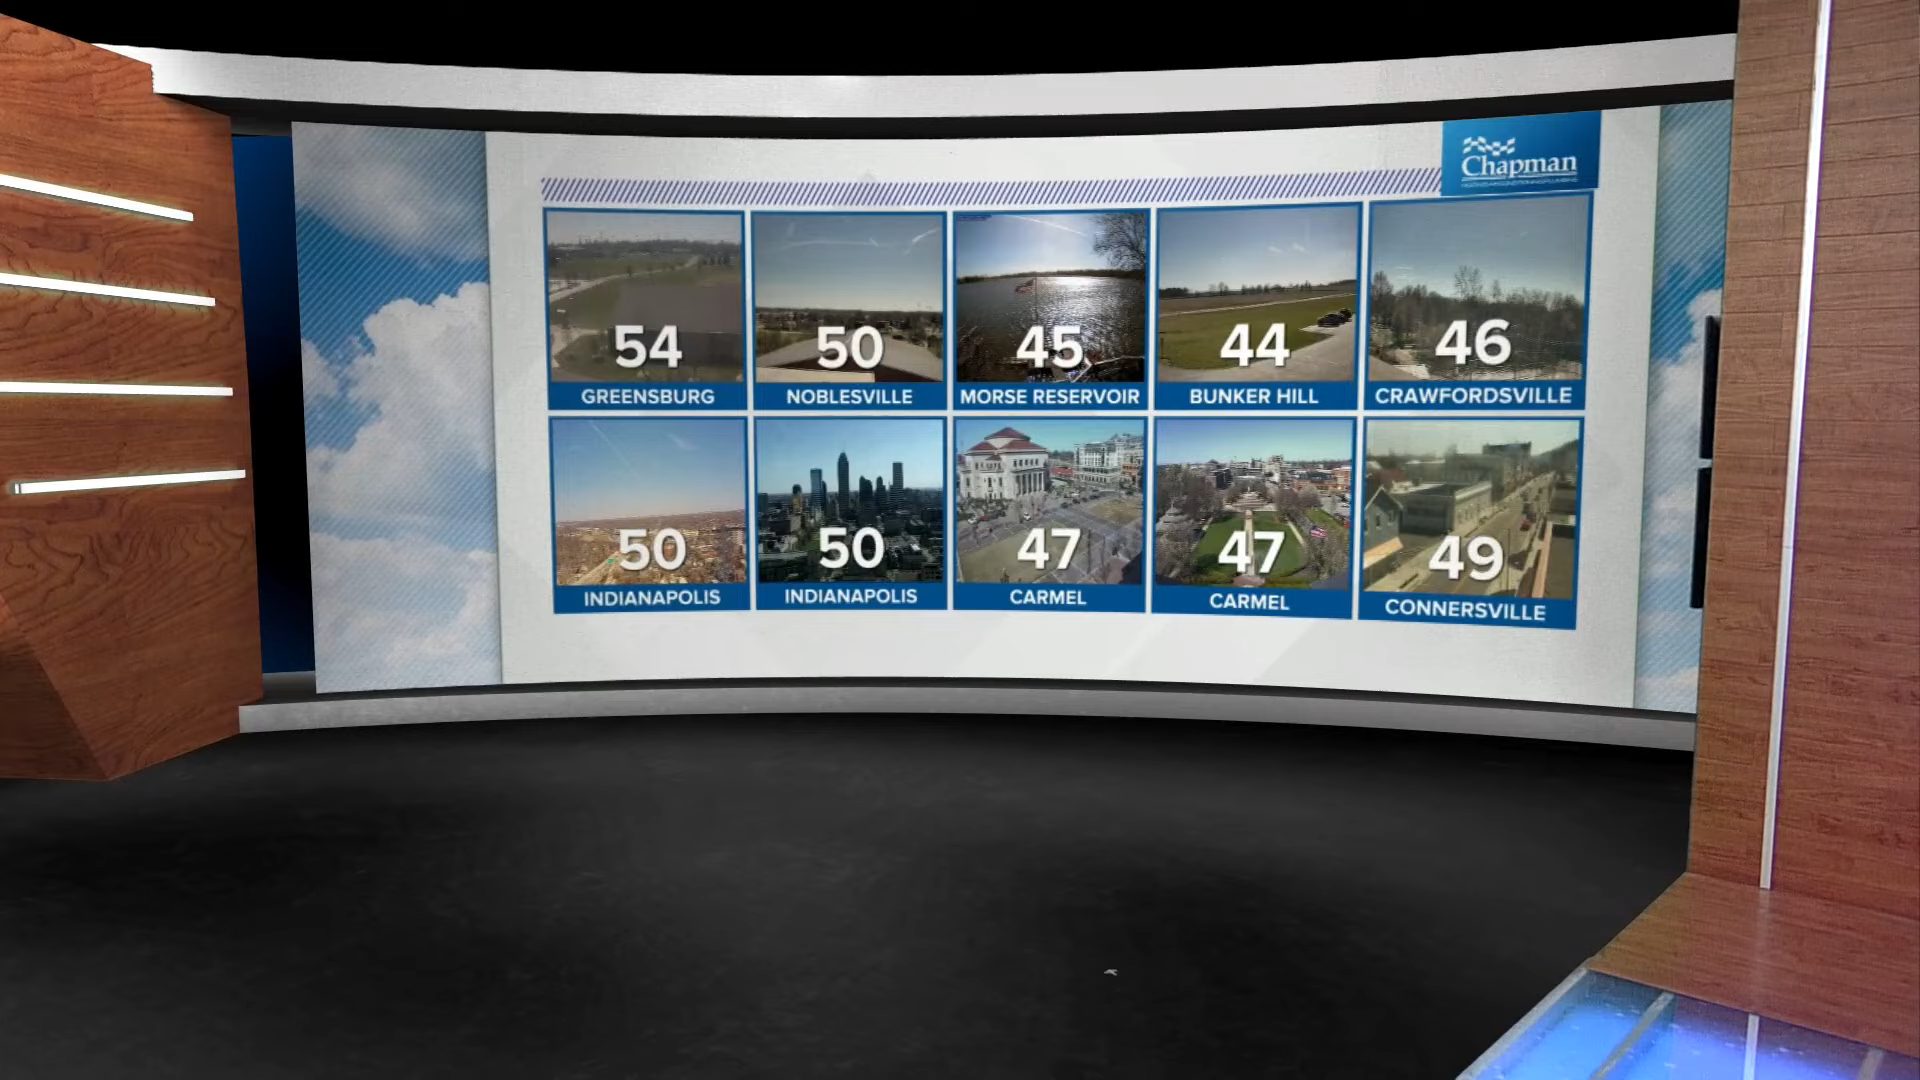 Chapman
54
50
45
44
46
GREENSBURG
NOBLESVILLE
MORSE RESERVOIR
BUNKER HILL
CRAWFORDSVILLE
50
50
47
47
49
INDIANAPOLIS
INDIANAPOLIS
CARMEL
CARMEL
CONNERSVILLE